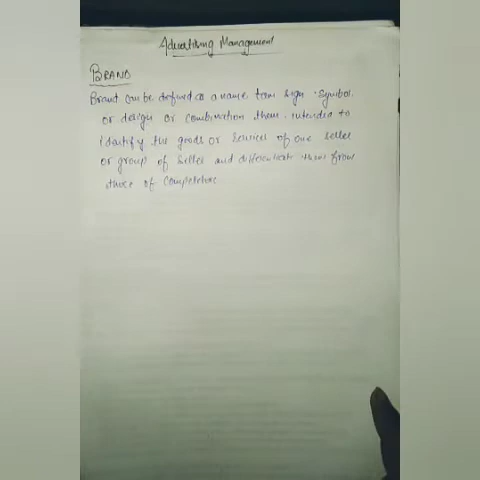 Advertising Management
BRAND
Brand can be defined as a name term sign symbol
or design or combination them. intended to
identify the goods or services of one seller
or group of seller and differentiate them from
those of competetors